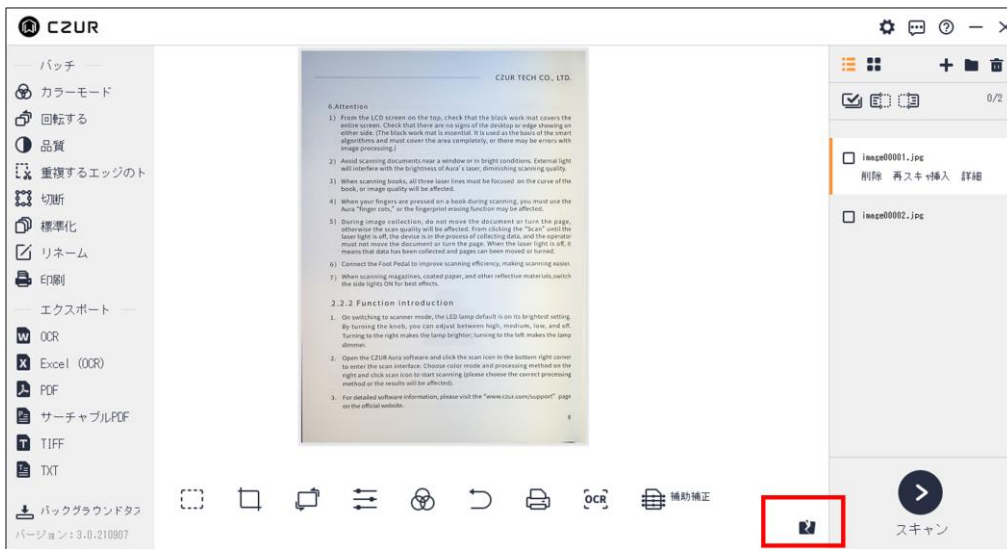 CZUR
バッチ
カラーモード
回転する
品質
重複するエッジのト
切断
標準化
リネーム
印刷
エクスポート
OCR
Excel (OCR)
PDF
サーチャブルPDF
TIFF
TXT
バックグラウンドタス
バージョン:3.0.210907
CZUR TECH CO., LTD.
6.Attention
1) From the LCD screen on the top, check that the black work mat covers the
entire screen. Check that there are no signs of the desktop or edge showing on
either side. (The black work mat is essential. It is used as the basis of the smart
algorithms and must cover the area completely, or there may be errors with
image processing.)
2) Avoid scanning documents near a window or in bright conditions. External light
will interfere with the brightness of Aura's laser, diminishing scanning quality.
3) When scanning books, all three laser lines must be focused on the curve of the
book, or image quality will be affected.
4) When your fingers are pressed on a book during scanning, you must use the
Aura "finger cots," or the fingerprint erasing function may be affected.
5) During image collection, do not move the document or turn the page,
otherwise the scan quality will be affected. From clicking the "Scan" until the
laser light is off, the device is in the process of collecting data, and the operator
must not move the document or turn the page. When the laser light is off, it
means that data has been collected and pages can been moved or turned.
6) Connect the Foot Pedal to improve scanning efficiency, making scanning easier.
7) When scanning magazines, coated paper, and other reflective materials,switch
the side lights ON for best effects.
2.2.2 Function introduction
1. On switching to scanner mode, the LED lamp default is on its brightest setting.
By turning the knob, you can adjust between high, medium, low, and off.
Turning to the right makes the lamp brighter; turning to the left makes the lamp
dimmer.
2. Open the CZUR Aura software and click the scan icon in the bottom right corner
to enter the scan interface. Choose color mode and processing method on the
right and click scan icon to start scanning (please choose the correct processing
method or the results will be affected).
3. For detailed software information, please visit the "www.czur.com/support" page
on the official website.
8
OCR
補助補正
0/2
image00001.jpg
削除 再スキャ挿入 詳細
image00002.jpg
スキャン